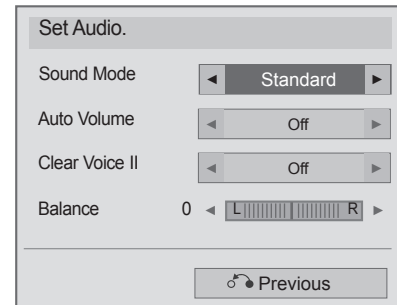 Set Audio.
Sound Mode ◄ Standard ►
Auto Volume ◄ Off ►
Clear Voice II ◄ Off ►
Balance 0 ◄ L R ►
Previous